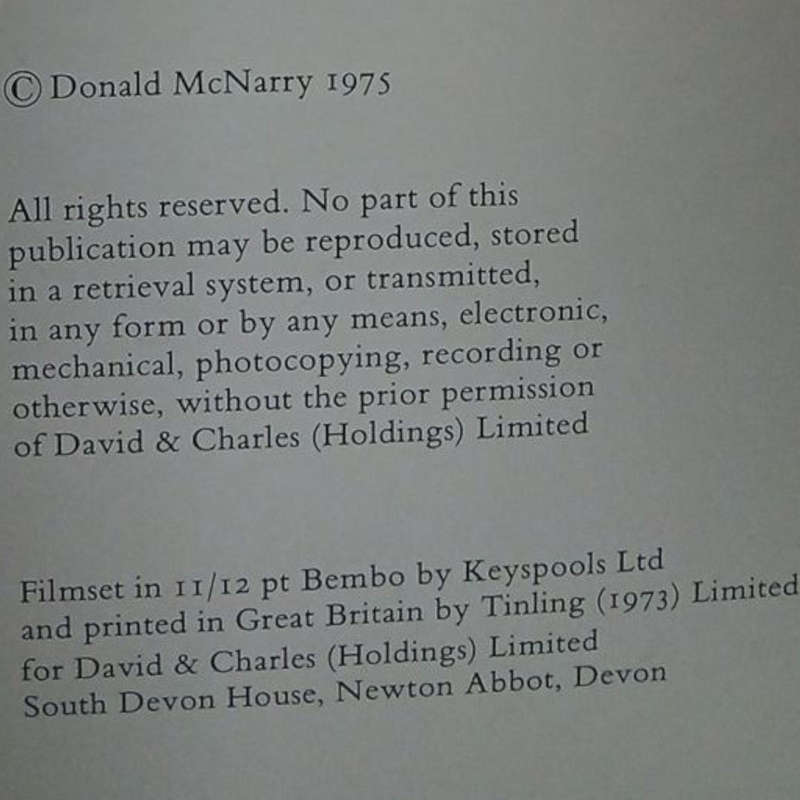 © Donald McNarry 1975
All rights reserved. No part of this
publication may be reproduced, stored
in a retrieval system, or transmitted,
in any form or by any means, electronic,
mechanical, photocopying, recording or
otherwise, without the prior permission
of David & Charles (Holdings) Limited
Filmset in 11/12 pt Bembo by Keyspools Ltd
and printed in Great Britain by Tinling (1973) Limited
for David & Charles (Holdings) Limited
South Devon House, Newton Abbot, Devon